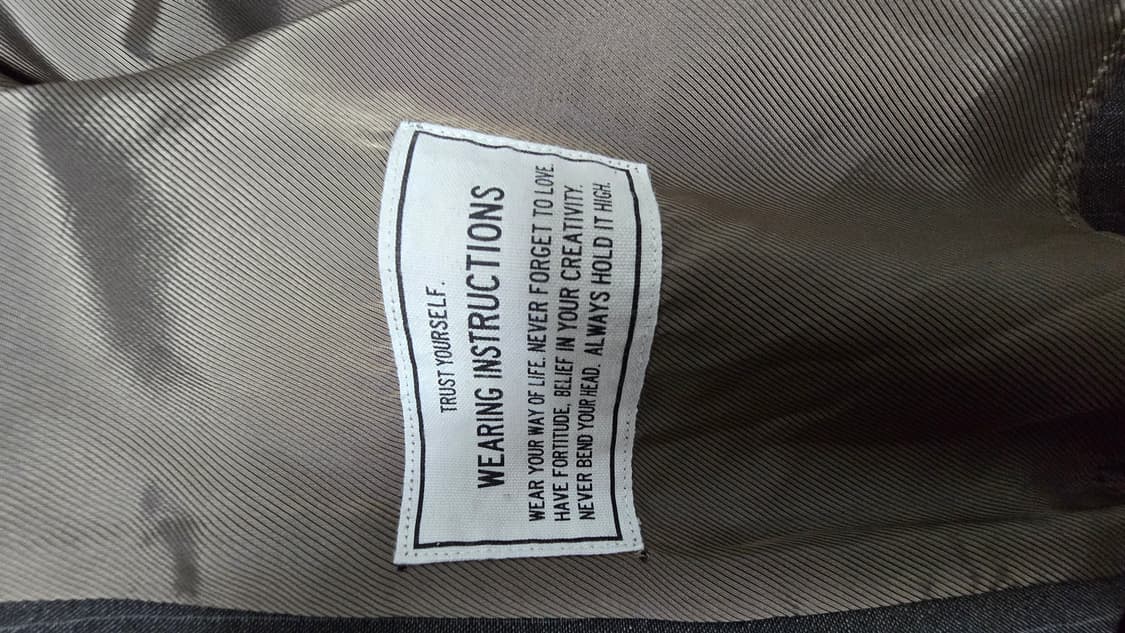 TRUST YOURSELF.
WEARING INSTRUCTIONS
WEAR YOUR WAY OF LIFE. NEVER FORGET TO LOVE.
HAVE FORTITUDE, BELIEF IN YOUR CREATIVITY.
NEVER BEND YOUR HEAD. ALWAYS HOLD IT HIGH.